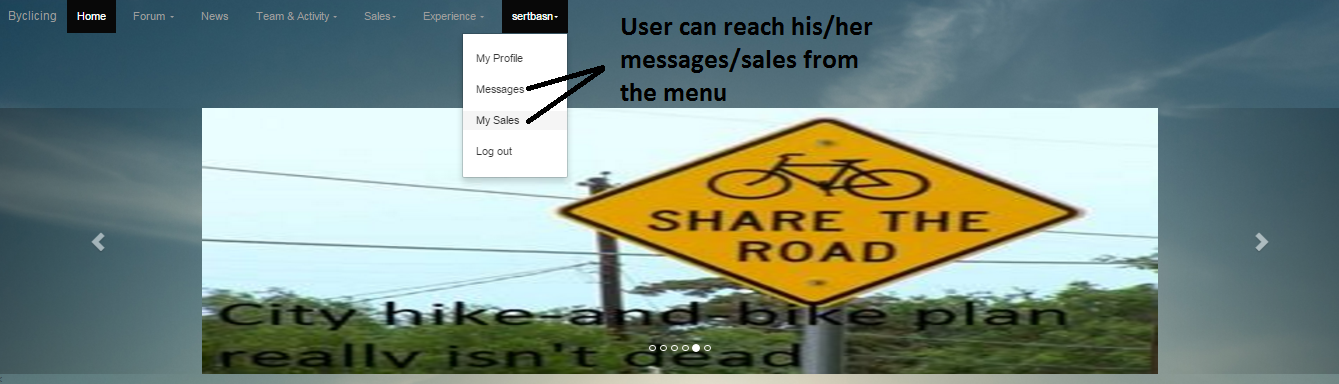 Byclicing Home Forum News Team & Activity Sales Experience sertbasn
My Profile
Messages
My Sales
Log out
User can reach his/her
messages/sales from
the menu
SHARE THE
ROAD
City hike-and-bike plan
really isn't dead